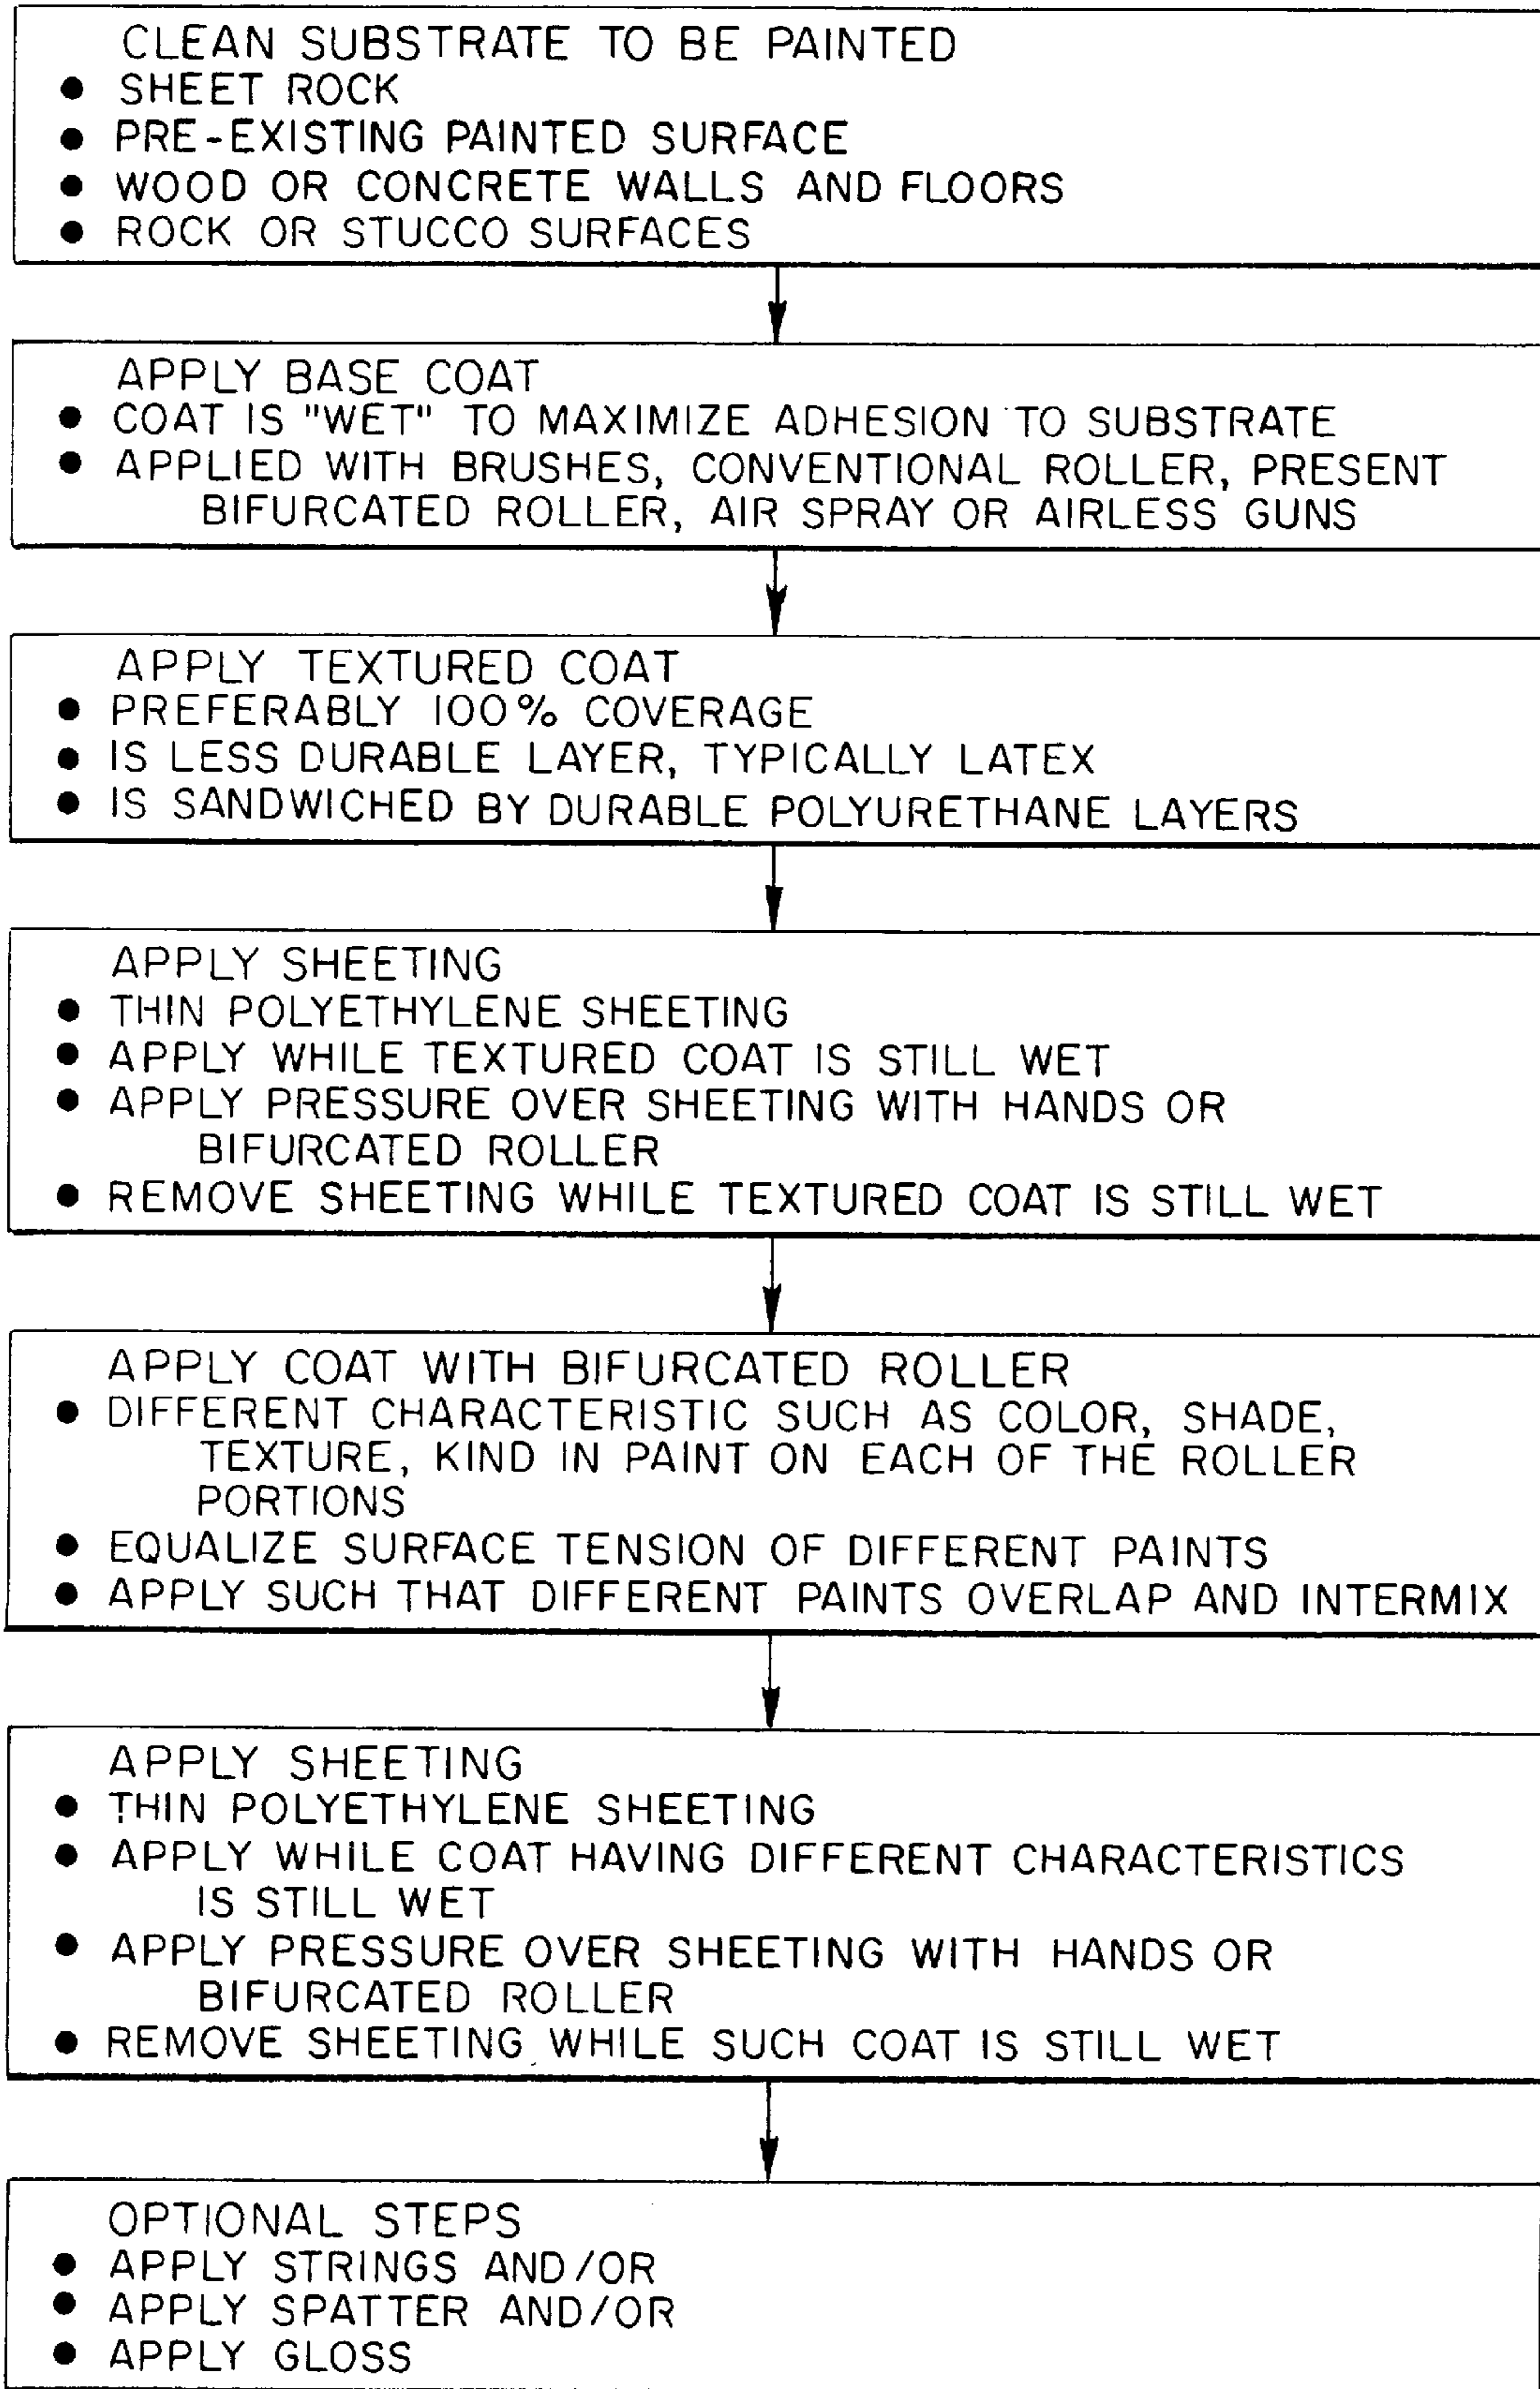 CLEAN SUBSTRATE TO BE PAINTED
● SHEET ROCK
● PRE-EXISTING PAINTED SURFACE
● WOOD OR CONCRETE WALLS AND FLOORS
● ROCK OR STUCCO SURFACES
APPLY BASE COAT
● COAT IS "WET" TO MAXIMIZE ADHESION TO SUBSTRATE
● APPLIED WITH BRUSHES, CONVENTIONAL ROLLER, PRESENT
BIFURCATED ROLLER, AIR SPRAY OR AIRLESS GUNS
APPLY TEXTURED COAT
● PREFERABLY 100% COVERAGE
● IS LESS DURABLE LAYER, TYPICALLY LATEX
● IS SANDWICHED BY DURABLE POLYURETHANE LAYERS
APPLY SHEETING
● THIN POLYETHYLENE SHEETING
● APPLY WHILE TEXTURED COAT IS STILL WET
● APPLY PRESSURE OVER SHEETING WITH HANDS OR
BIFURCATED ROLLER
● REMOVE SHEETING WHILE TEXTURED COAT IS STILL WET
APPLY COAT WITH BIFURCATED ROLLER
● DIFFERENT CHARACTERISTIC SUCH AS COLOR, SHADE,
TEXTURE, KIND IN PAINT ON EACH OF THE ROLLER
PORTIONS
● EQUALIZE SURFACE TENSION OF DIFFERENT PAINTS
● APPLY SUCH THAT DIFFERENT PAINTS OVERLAP AND INTERMIX
APPLY SHEETING
● THIN POLYETHYLENE SHEETING
● APPLY WHILE COAT HAVING DIFFERENT CHARACTERISTICS
IS STILL WET
● APPLY PRESSURE OVER SHEETING WITH HANDS OR
BIFURCATED ROLLER
● REMOVE SHEETING WHILE SUCH COAT IS STILL WET
OPTIONAL STEPS
● APPLY STRINGS AND/OR
● APPLY SPATTER AND/OR
● APPLY GLOSS